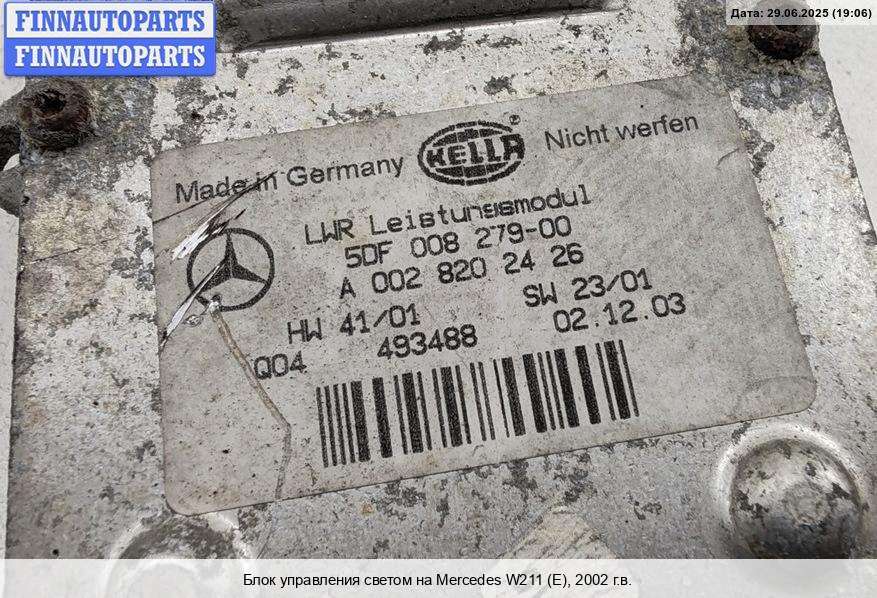 FINNAUTOPARTS
FINNAUTOPARTS
Дата: 29.06.2025 (19:06)
Made in Germany HELLA ® Nicht werfen
LWR Leistungsmodul
5DF 008 279-00
A 002 820 24 26
HW 41/01 SW 23/01
Q04 493488 02.12.03
Блок управления светом на Mercedes W211 (E), 2002 г.в.